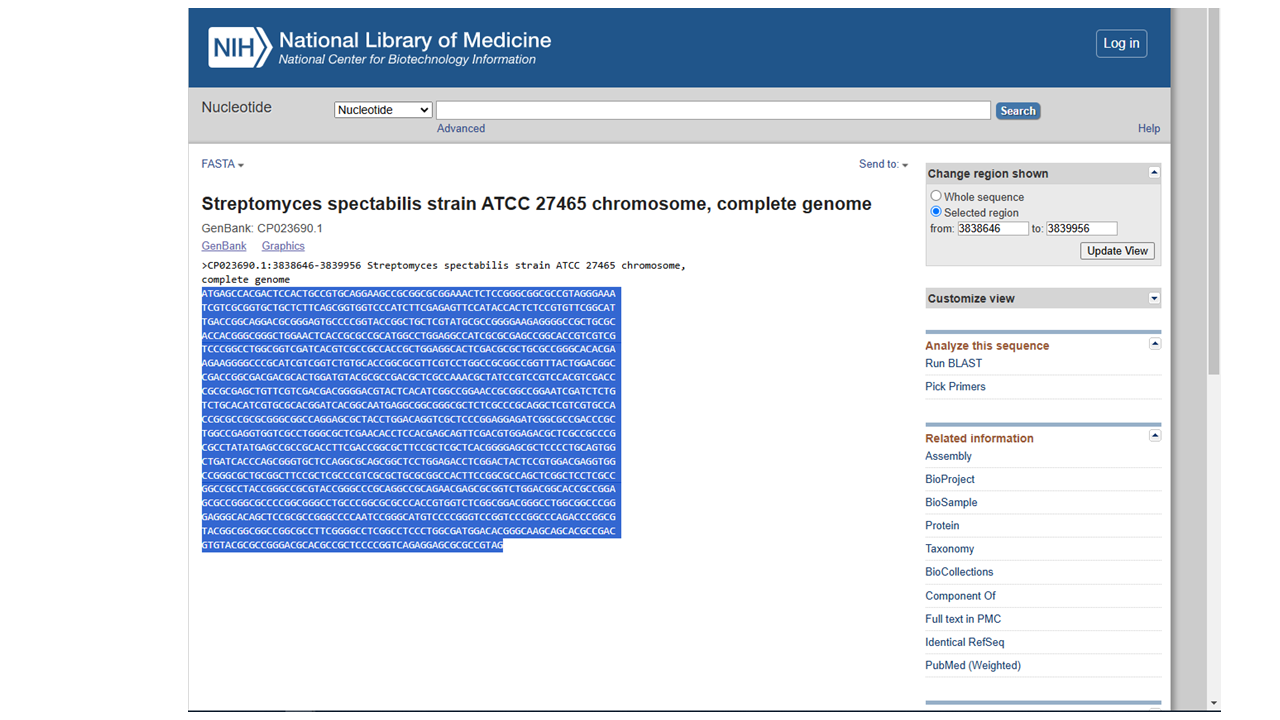 NIH National Library of Medicine
National Center for Biotechnology Information
Log in
Nucleotide
Nucleotide
Search
Advanced
Help
FASTA
Send to:
Streptomyces spectabilis strain ATCC 27465 chromosome, complete genome
GenBank: CP023690.1
GenBank Graphics
>CP023690.1:3838646-3839956 Streptomyces spectabilis strain ATCC 27465 chromosome,
complete genome
ATGAGCCACGACTCCACTGCCGTGCAGGAAGCCGCGGCGCGGAAACTCTCCGGGCGGCGCCGTAGGGAAA
TCGTCGCGGTGCTGCTCTTCAGCGGTGGTCCCATCTTCGAGAGTTCCATACCACTCTCCGTGTTCGGCAT
TGACCGGCAGGACGCGGGAGTGCCCCGGTACCGGCTGCTCGTATGCGCCGGGGAAGAGGGGCCGCTGCGC
ACCACGGGCGGGCTGGAACTCACCGCGCCGCATGGCCTGGAGGCCATCGCGCGAGCCGGCACCGTCGTCG
TCCCGGCCTGGCGGTCGATCACGTCGCCGCCACCGCTGGAGGCACTCGACGCGCTGCGCCGGGCACACGA
AGAAGGGGCCCGCATCGTCGGTCTGTGCACCGGCGCGTTCGTCCTGGCCGCGGCCGGTTTACTGGACGGC
CGACCGGCGACGACGCACTGGATGTACGCGCCGACGCTCGCCAAACGCTATCCGTCCGTCCACGTCGACC
CGCGCGAGCTGTTCGTCGACGACGGGGACGTACTCACATCGGCCGGAACCGCGGCCGGAATCGATCTCTG
TCTGCACATCGTGCGCACGGATCACGGCAATGAGGCGGCGGGCGCTCTCGCCCGCAGGCTCGTCGTGCCA
CCGCGCCGCGCGGGCGGCCAGGAGCGCTACCTGGACAGGTCGCTCCCGGAGGAGATCGGCGCCGACCCGC
TGGCCGAGGTGGTCGCCTGGGCGCTCGAACACCTCCACGAGCAGTTCGACGTGGAGACGCTCGCCGCCCG
CGCCTATATGAGCCGCCGCACCTTCGACCGGCGCTTCCGCTCGCTCACGGGGAGCGCTCCCCTGCAGTGG
CTGATCACCCAGCGGGTGCTCCAGGCGCAGCGGCTCCTGGAGACCTCGGACTACTCCGTGGACGAGGTGG
CCGGGCGCTGCGGCTTCCGCTCGCCCGTCGCGCTGCGCGGCCACTTCCGGCGCCAGCTCGGCTCCTCGCC
GGCCGCCTACCGGGCCGCGTACCGGGCCCGCAGGCCGCAGAACGAGCGCGGTCTGGACGGCACCGCCGGA
GCGCCGGGCGCCCCGGCGGGCCTGCCCGGCGCGCCCACCGTGGTCTCGGCGGACGGGCCTGGCGGCCCGG
GAGGGCACAGCTCCGCGCCGGGCCCCAATCCGGGCATGTCCCCGGGTCCGGTCCCGGCCCAGACCCGGCG
TACGGCGGCGGCCGGCGCCTTCGGGGCCTCGGCCTCCCTGGCGATGGACACGGGCAAGCAGCACGCCGAC
GTGTACGCGCCGGGACGCACGCCGCTCCCCGGTCAGAGGAGCGCGCCGTAG
Change region shown
Whole sequence
Selected region
from: 3838646 to: 3839956
Update View
Customize view
Analyze this sequence
Run BLAST
Pick Primers
Related information
Assembly
BioProject
BioSample
Protein
Taxonomy
BioCollections
Component Of
Full text in PMC
Identical RefSeq
PubMed (Weighted)